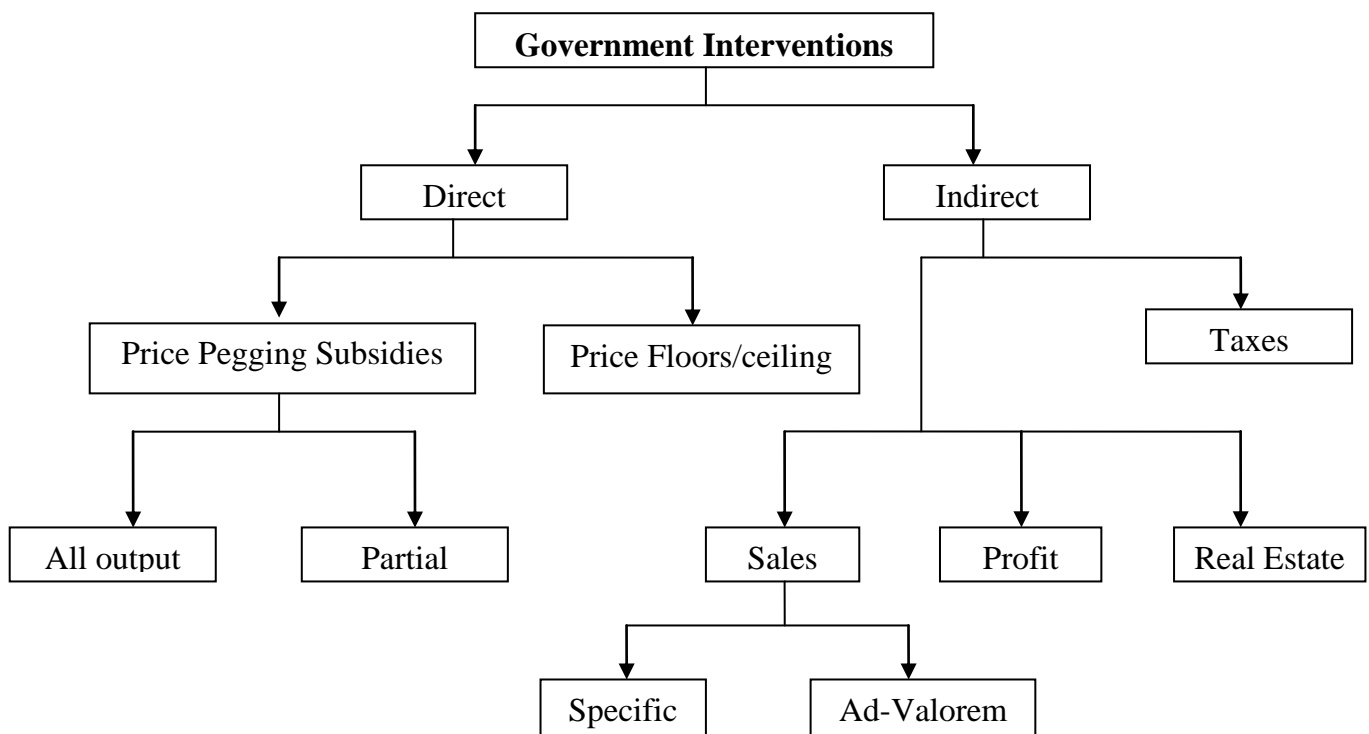 Government Interventions
Direct
Indirect
Price Pegging Subsidies
Price Floors/ceiling
Taxes
All output
Partial
Sales
Profit
Real Estate
Specific
Ad-Valorem